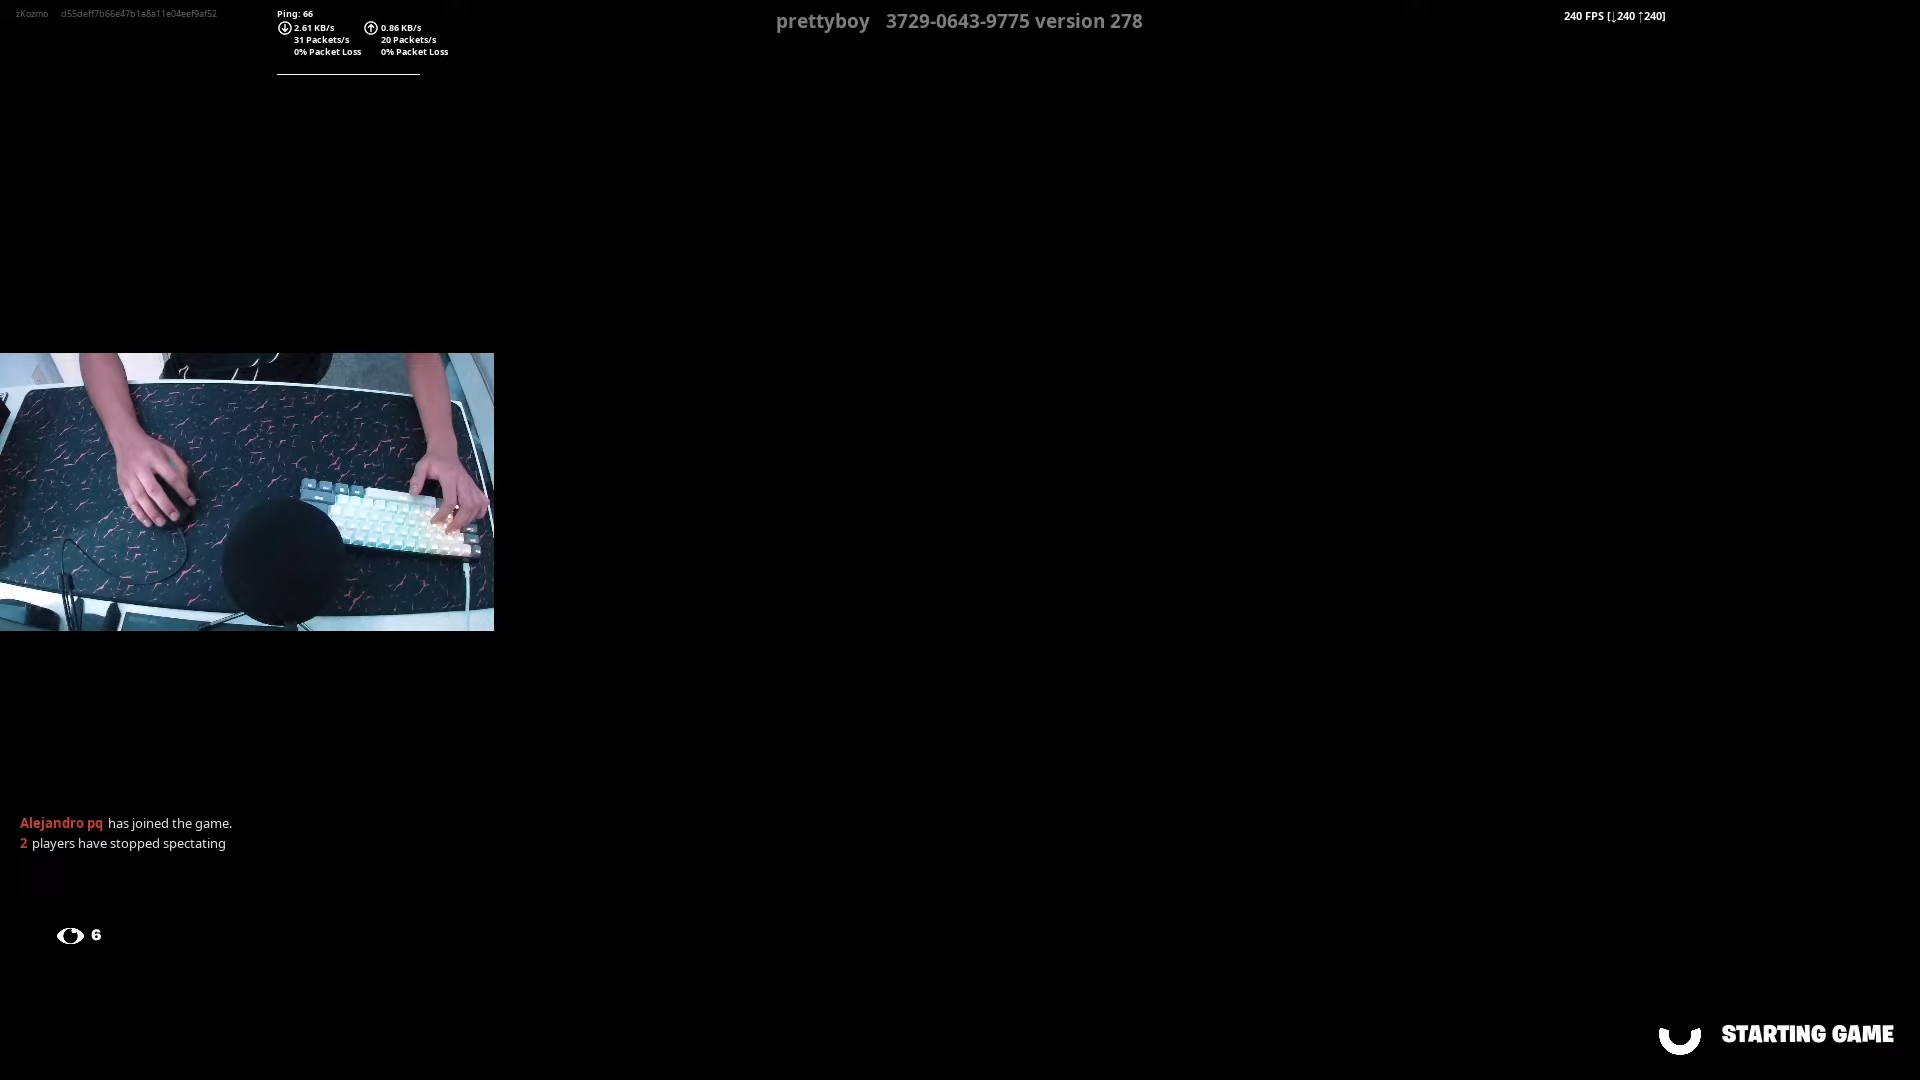 zKozmo d55deff7b66e47b1a8a11e04eef9af52
Ping: 66
2.61 KB/s 0.86 KB/s
31 Packets/s 20 Packets/s
0% Packet Loss 0% Packet Loss
prettyboy 3729-0643-9775 version 278
240 FPS [↓240 ↑240]
Alejandro pq has joined the game.
2 players have stopped spectating
6
STARTING GAME